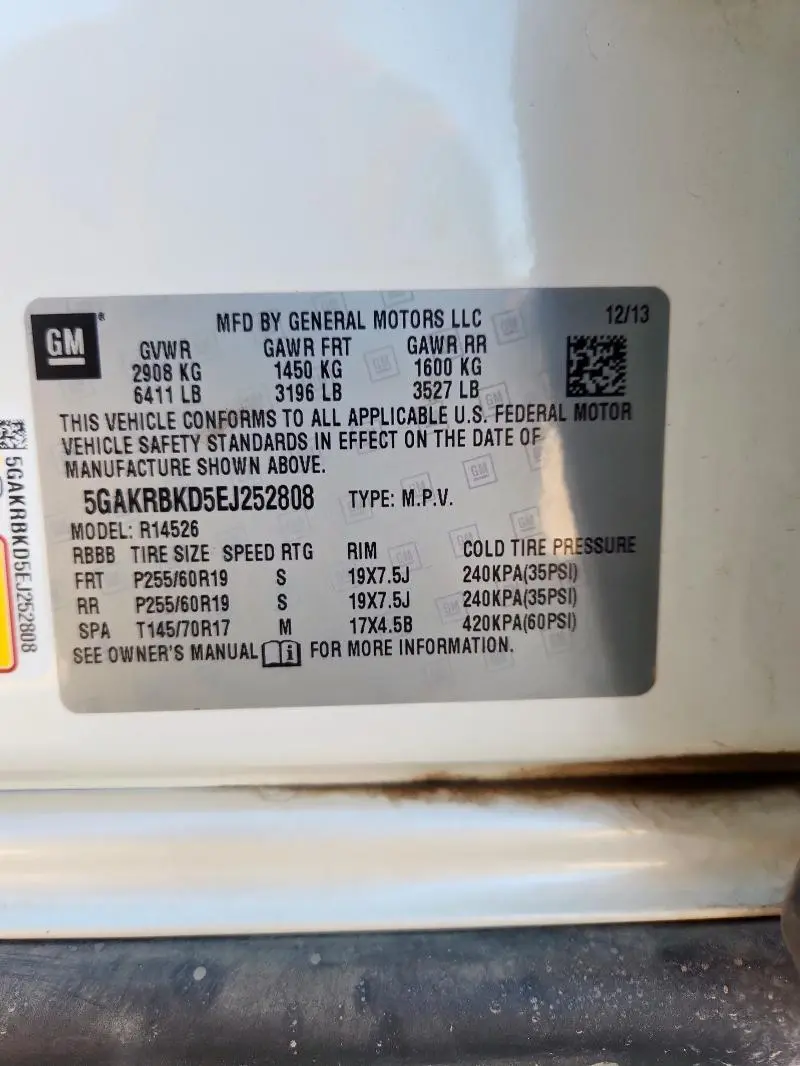 GM
®
MFD BY GENERAL MOTORS LLC
12/13
GVWR GAWR FRT GAWR RR
2908 KG 1450 KG 1600 KG
6411 LB 3196 LB 3527 LB
THIS VEHICLE CONFORMS TO ALL APPLICABLE U.S. FEDERAL MOTOR
VEHICLE SAFETY STANDARDS IN EFFECT ON THE DATE OF
MANUFACTURE SHOWN ABOVE.
5GAKRBKD5EJ252808 TYPE: M.P.V.
MODEL: R14526
RBBB TIRE SIZE SPEED RTG RIM COLD TIRE PRESSURE
FRT P255/60R19 S 19X7.5J 240KPA(35PSI)
RR P255/60R19 S 19X7.5J 240KPA(35PSI)
SPA T145/70R17 M 17X4.5B 420KPA(60PSI)
SEE OWNER'S MANUAL i FOR MORE INFORMATION.
5GAKRBKD5EJ252808